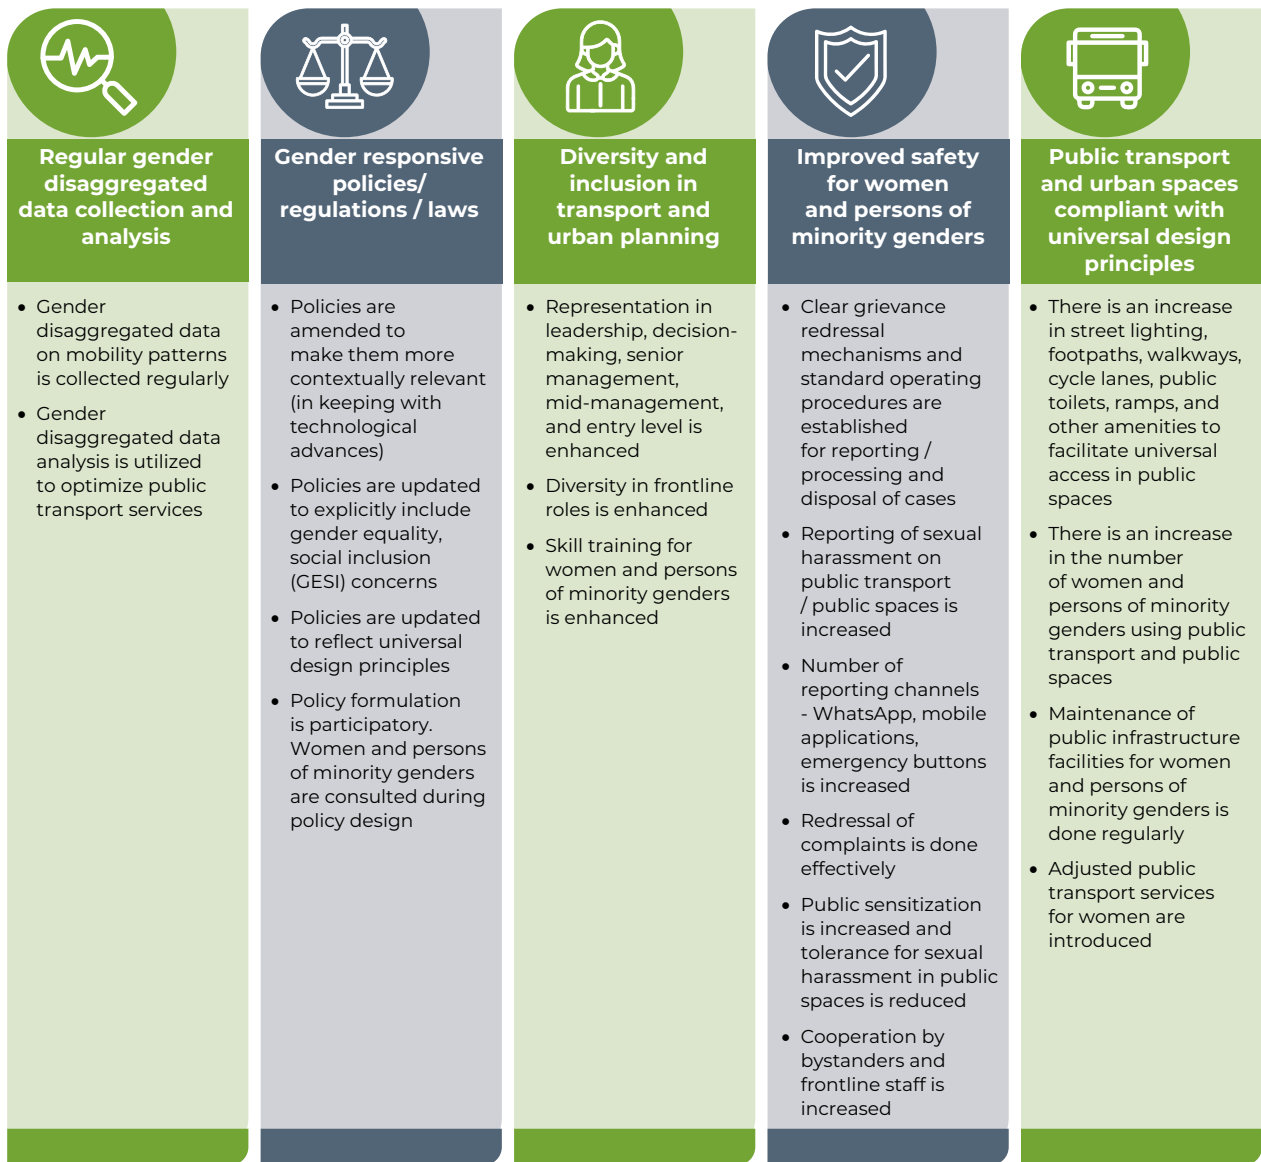 Regular gender
disaggregated
data collection and
analysis
• Gender
disaggregated data
on mobility patterns
is collected regularly
• Gender
disaggregated data
analysis is utilized
to optimize public
transport services
Gender responsive
policies/
regulations / laws
• Policies are
amended to
make them more
contextually relevant
(in keeping with
technological
advances)
• Policies are updated
to explicitly include
gender equality,
social inclusion
(GESI) concerns
• Policies are updated
to reflect universal
design principles
• Policy formulation
is participatory.
Women and persons
of minority genders
are consulted during
policy design
Diversity and
inclusion in
transport and
urban planning
• Representation in
leadership, decision-
making, senior
management,
mid-management,
and entry level is
enhanced
• Diversity in frontline
roles is enhanced
• Skill training for
women and persons
of minority genders
is enhanced
Improved safety
for women
and persons of
minority genders
• Clear grievance
redressal
mechanisms and
standard operating
procedures are
established
for reporting /
processing and
disposal of cases
• Reporting of sexual
harassment on
public transport
/ public spaces is
increased
• Number of
reporting channels
- WhatsApp, mobile
applications,
emergency buttons
is increased
• Redressal of
complaints is done
effectively
• Public sensitization
is increased and
tolerance for sexual
harassment in public
spaces is reduced
• Cooperation by
bystanders and
frontline staff is
increased
Public transport
and urban spaces
compliant with
universal design
principles
• There is an increase
in street lighting,
footpaths, walkways,
cycle lanes, public
toilets, ramps, and
other amenities to
facilitate universal
access in public
spaces
• There is an increase
in the number
of women and
persons of minority
genders using public
transport and public
spaces
• Maintenance of
public infrastructure
facilities for women
and persons of
minority genders is
done regularly
• Adjusted public
transport services
for women are
introduced